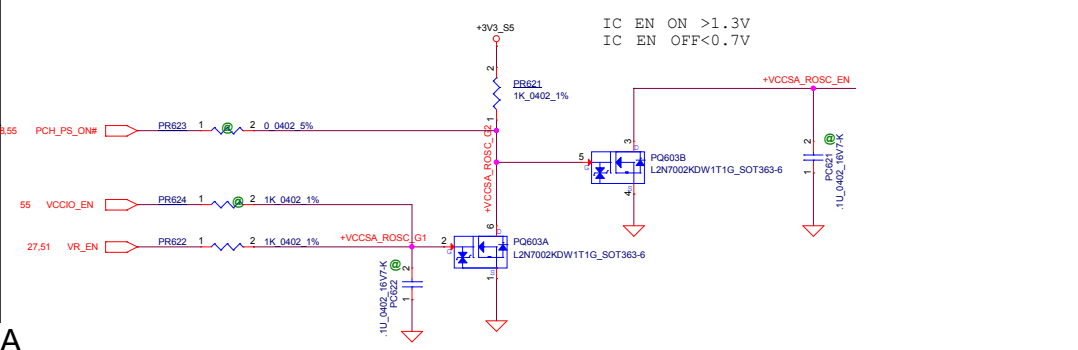 IC EN ON >1.3V
IC EN OFF<0.7V
+3V3_S5
+VCCSA_ROSC_EN
2
PR621
1K_0402_1%
1
8,55 PCH_PS_ON# PR623 1 @ 2 0_0402_5%
+VCCSA_ROSC_G2
3
5
G
D
S
4
PQ603B
L2N7002KDW1T1G_SOT363-6
2
1
@
PC621
.1U_0402_16V7-K
55 VCCIO_EN PR624 1 @ 2 1K_0402_1%
27,51 VR_EN PR622 1 2 1K_0402_1%
+VCCSA_ROSC_G1
2
6
G
D
S
1
PQ603A
L2N7002KDW1T1G_SOT363-6
@
2
1
PC622
.1U_0402_16V7-K
A